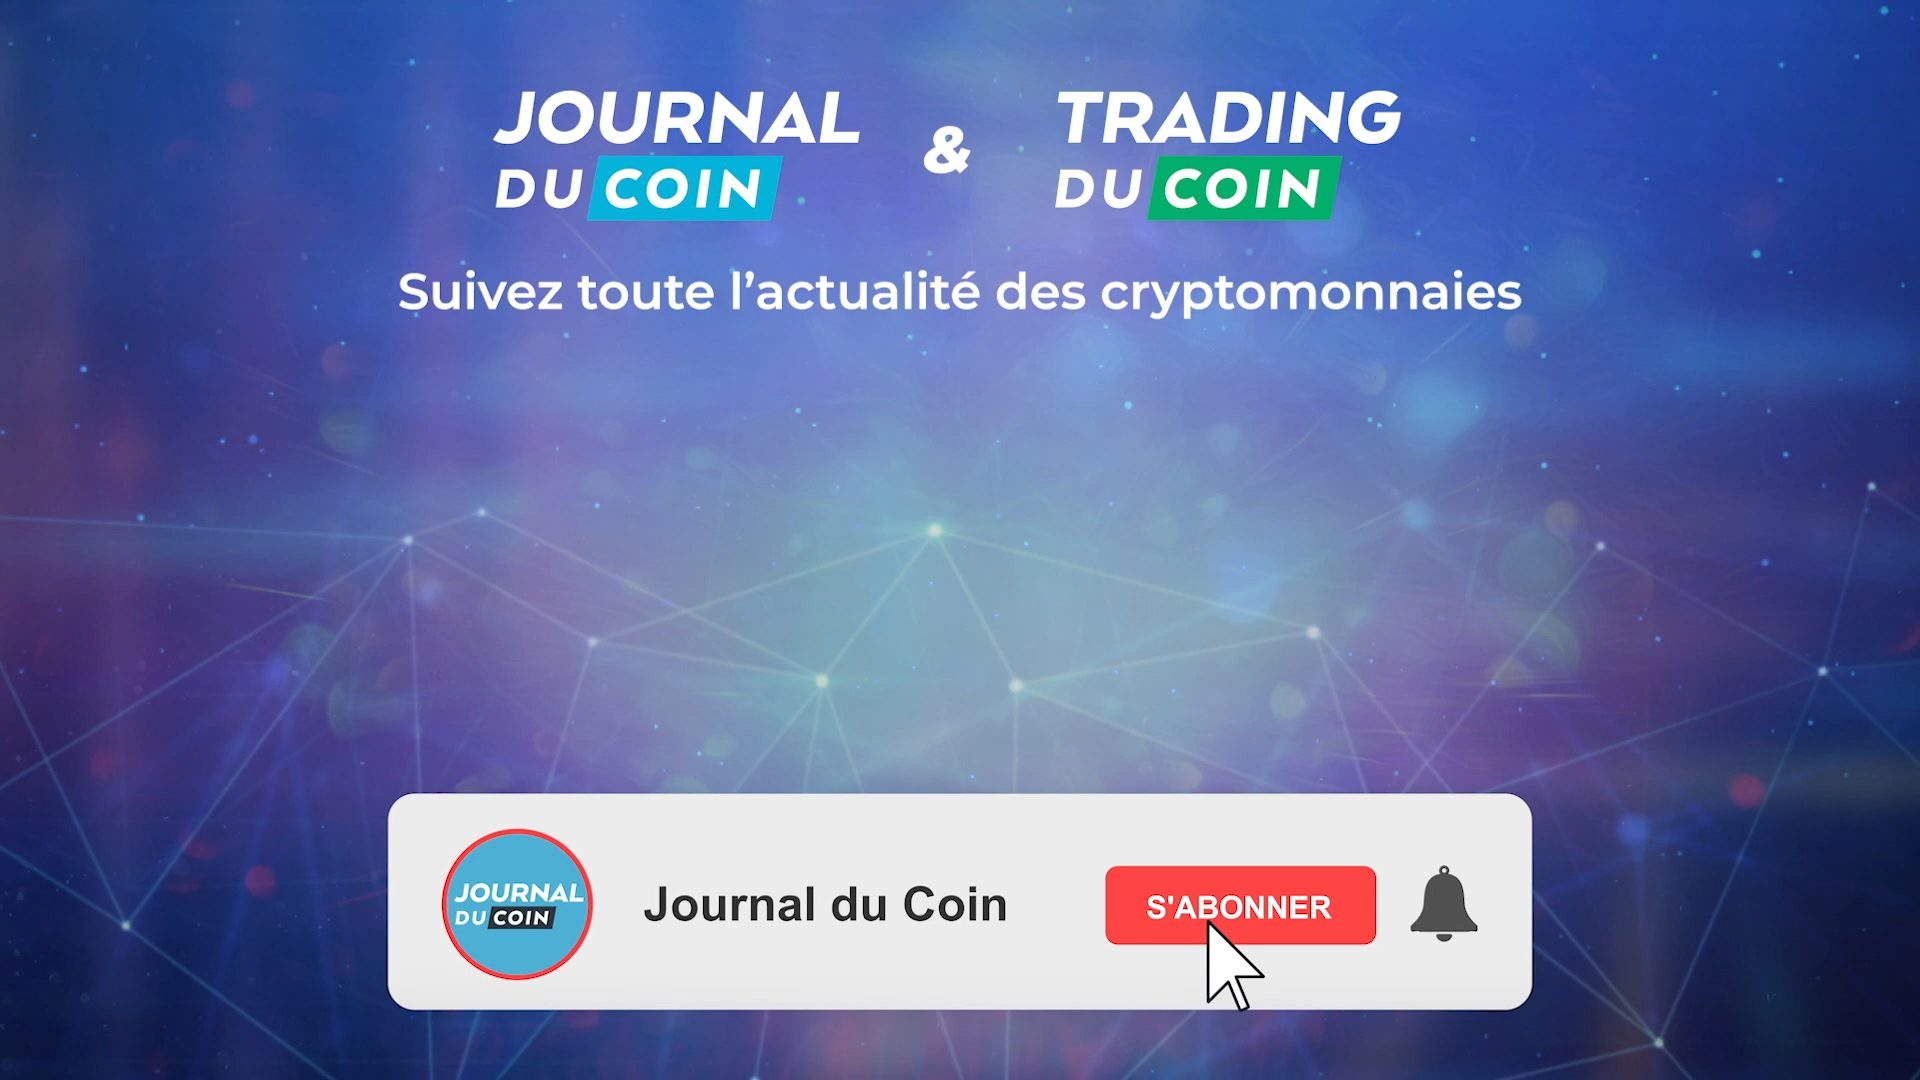 JOURNAL
DU COIN
&
TRADING
DU COIN
Suivez toute l’actualité des cryptomonnaies
JOURNAL
DU COIN
Journal du Coin
S'ABONNER